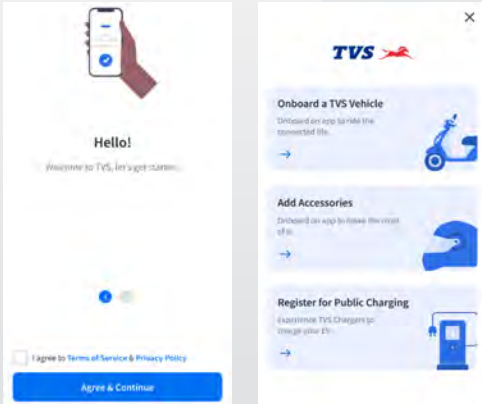 Hello!
Welcome to TVS, let's get started.
I agree to Terms of Service & Privacy Policy
Agree & Continue
TVS
Onboard a TVS Vehicle
Onboard on app to ride the
connected life.
Add Accessories
Onboard on app to make the most
of it.
Register for Public Charging
Experience TVS Chargers to
charge your EV.